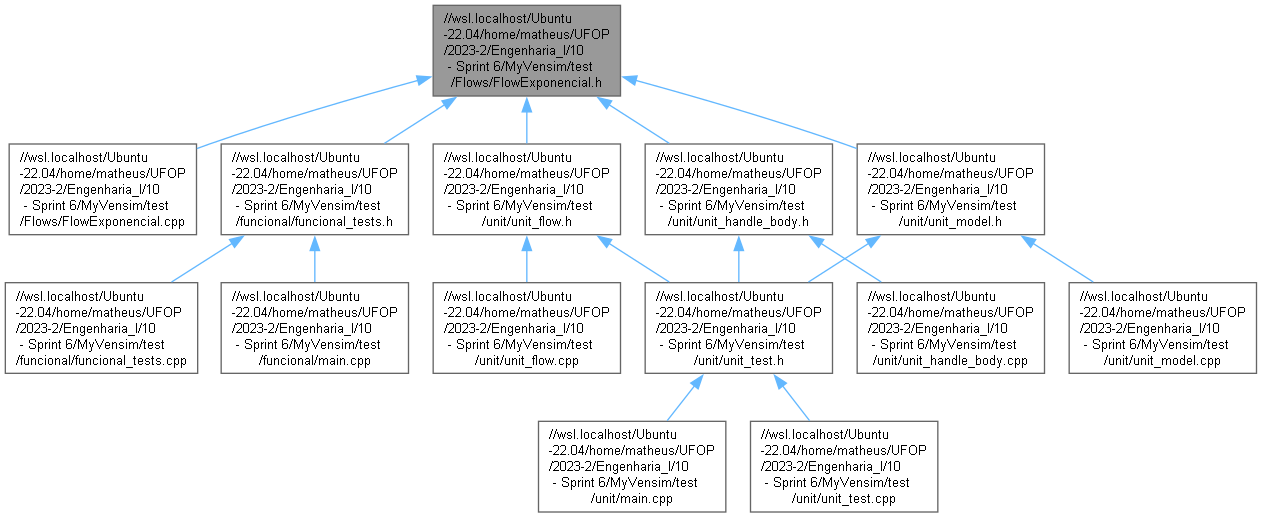 //wsl.localhost/Ubuntu
-22.04/home/matheus/UFOP
/2023-2/Engenharia_I/10
- Sprint 6/MyVensim/test
/Flows/FlowExponencial.h
//wsl.localhost/Ubuntu
-22.04/home/matheus/UFOP
/2023-2/Engenharia_I/10
- Sprint 6/MyVensim/test
/Flows/FlowExponencial.cpp
//wsl.localhost/Ubuntu
-22.04/home/matheus/UFOP
/2023-2/Engenharia_I/10
- Sprint 6/MyVensim/test
/funcional/funcional_tests.h
//wsl.localhost/Ubuntu
-22.04/home/matheus/UFOP
/2023-2/Engenharia_I/10
- Sprint 6/MyVensim/test
/unit/unit_flow.h
//wsl.localhost/Ubuntu
-22.04/home/matheus/UFOP
/2023-2/Engenharia_I/10
- Sprint 6/MyVensim/test
/unit/unit_handle_body.h
//wsl.localhost/Ubuntu
-22.04/home/matheus/UFOP
/2023-2/Engenharia_I/10
- Sprint 6/MyVensim/test
/unit/unit_model.h
//wsl.localhost/Ubuntu
-22.04/home/matheus/UFOP
/2023-2/Engenharia_I/10
- Sprint 6/MyVensim/test
/funcional/funcional_tests.cpp
//wsl.localhost/Ubuntu
-22.04/home/matheus/UFOP
/2023-2/Engenharia_I/10
- Sprint 6/MyVensim/test
/funcional/main.cpp
//wsl.localhost/Ubuntu
-22.04/home/matheus/UFOP
/2023-2/Engenharia_I/10
- Sprint 6/MyVensim/test
/unit/unit_flow.cpp
//wsl.localhost/Ubuntu
-22.04/home/matheus/UFOP
/2023-2/Engenharia_I/10
- Sprint 6/MyVensim/test
/unit/unit_test.h
//wsl.localhost/Ubuntu
-22.04/home/matheus/UFOP
/2023-2/Engenharia_I/10
- Sprint 6/MyVensim/test
/unit/unit_handle_body.cpp
//wsl.localhost/Ubuntu
-22.04/home/matheus/UFOP
/2023-2/Engenharia_I/10
- Sprint 6/MyVensim/test
/unit/unit_model.cpp
//wsl.localhost/Ubuntu
-22.04/home/matheus/UFOP
/2023-2/Engenharia_I/10
- Sprint 6/MyVensim/test
/unit/main.cpp
//wsl.localhost/Ubuntu
-22.04/home/matheus/UFOP
/2023-2/Engenharia_I/10
- Sprint 6/MyVensim/test
/unit/unit_test.cpp